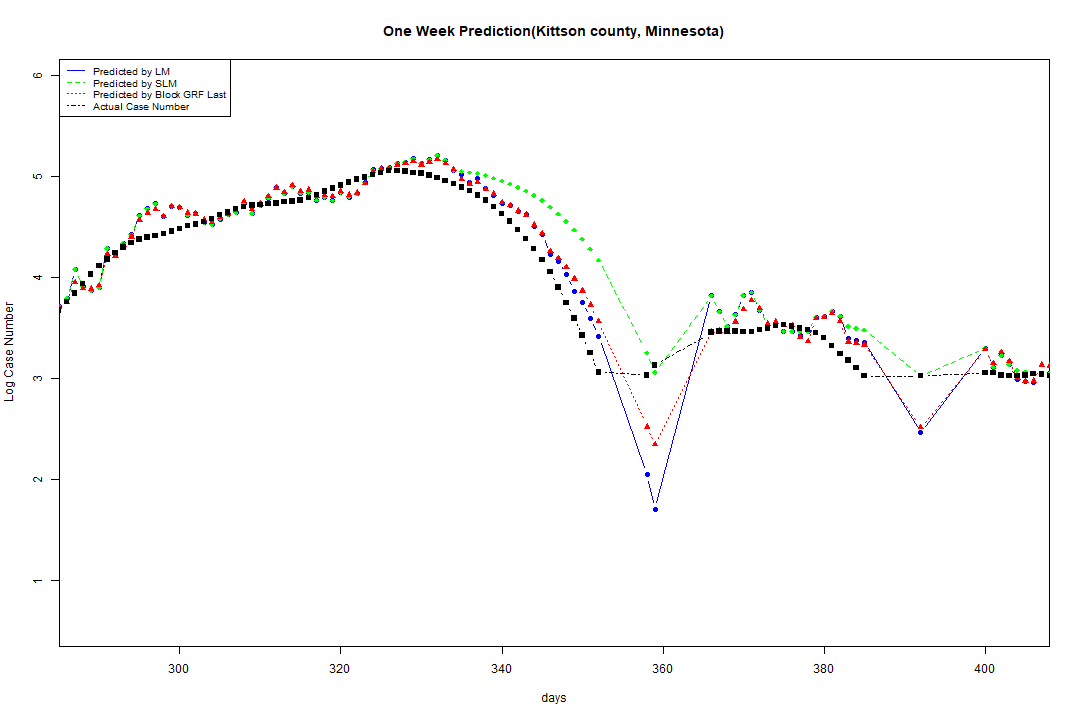 One Week Prediction(Kittson county, Minnesota)
Predicted by LM
Predicted by SLM
Predicted by Block GRF Last
Actual Case Number
Log Case Number
6
5
4
3
2
1
300 320 340 360 380 400
days